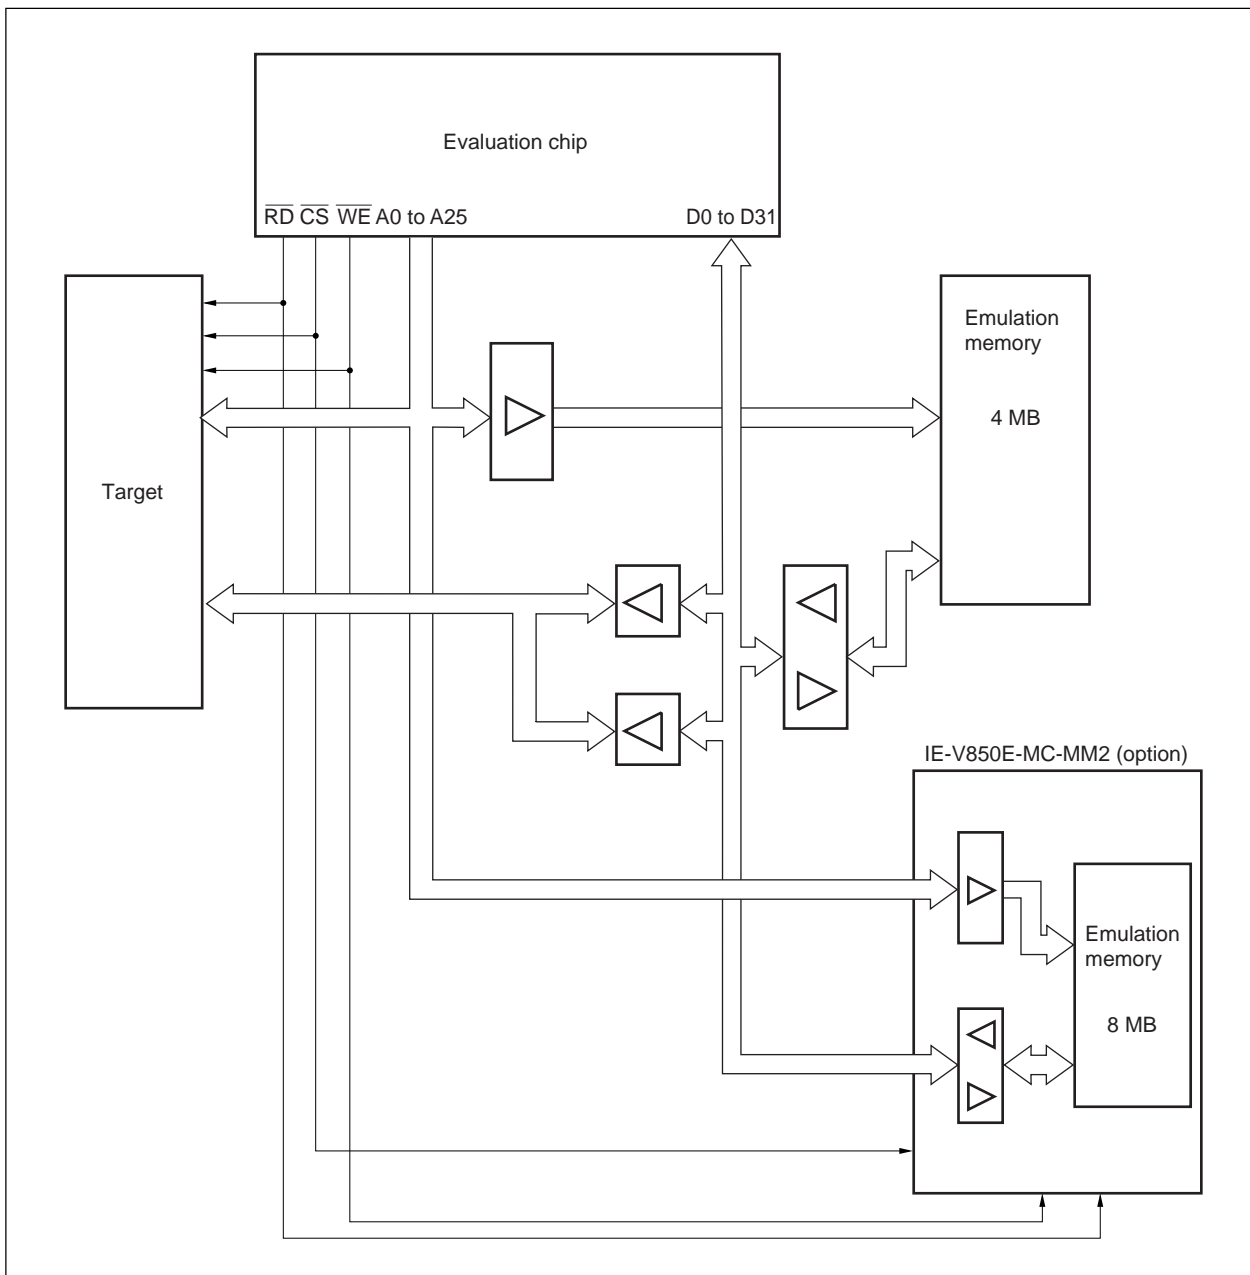 Evaluation chip
RD CS WE A0 to A25 D0 to D31
Target
Emulation
memory
4 MB
IE-V850E-MC-MM2 (option)
Emulation
memory
8 MB